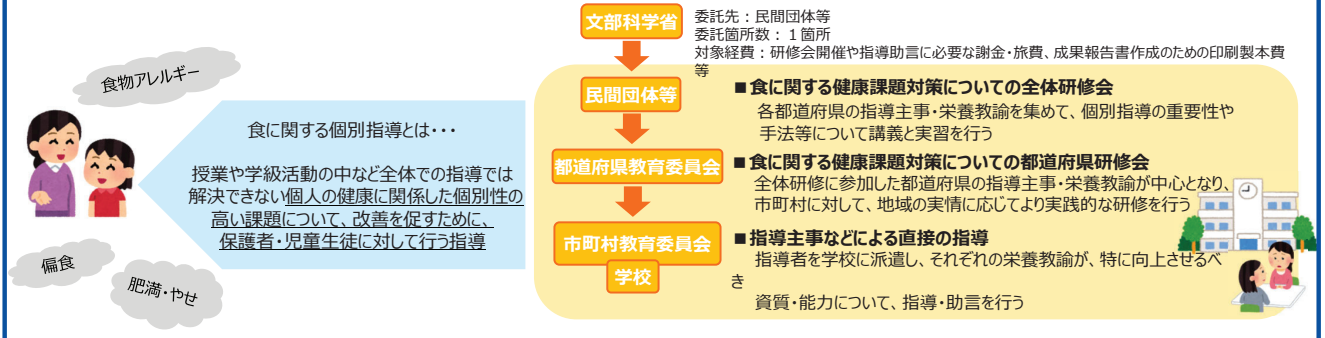 食物アレルギー
食に関する個別指導とは・・・
授業や学級活動の中など全体での指導では
解決できない個人の健康に関係した個別性の
高い課題について、改善を促すために、
保護者・児童生徒に対して行う指導
偏食
肥満・やせ
文部科学省
委託先：民間団体等
委託箇所数：１箇所
対象経費：研修会開催や指導助言に必要な謝金・旅費、成果報告書作成のための印刷製本費
等
民間団体等
■食に関する健康課題対策についての全体研修会
各都道府県の指導主事・栄養教諭を集めて、個別指導の重要性や
手法等について講義と実習を行う
都道府県教育委員会
■食に関する健康課題対策についての都道府県研修会
全体研修に参加した都道府県の指導主事・栄養教諭が中心となり、
市町村に対して、地域の実情に応じてより実践的な研修を行う
市町村教育委員会
学校
■指導主事などによる直接の指導
指導者を学校に派遣し、それぞれの栄養教諭が、特に向上させるべ
き
資質・能力について、指導・助言を行う